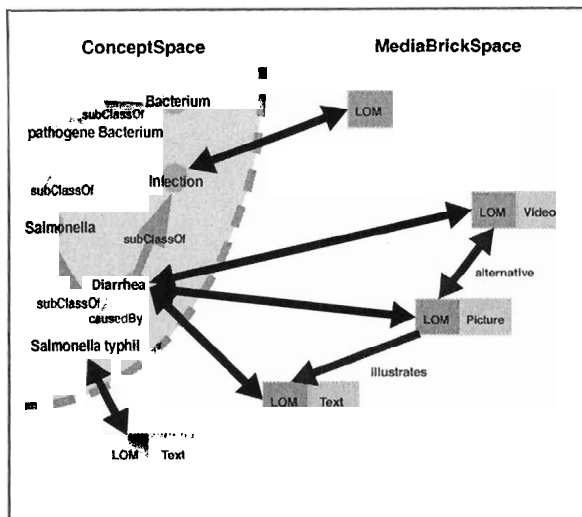 ConceptSpace
MediaBrickSpace
Bacterium
subClassOf
pathogene Bacterium
LOM
Infection
subClassOf
LOM Video
Salmonella
subClassOf
alternative
Diarrhea
subClassOf
causedBy
LOM Picture
Salmonella typhil
illustrates
LOM Text
LOM Text